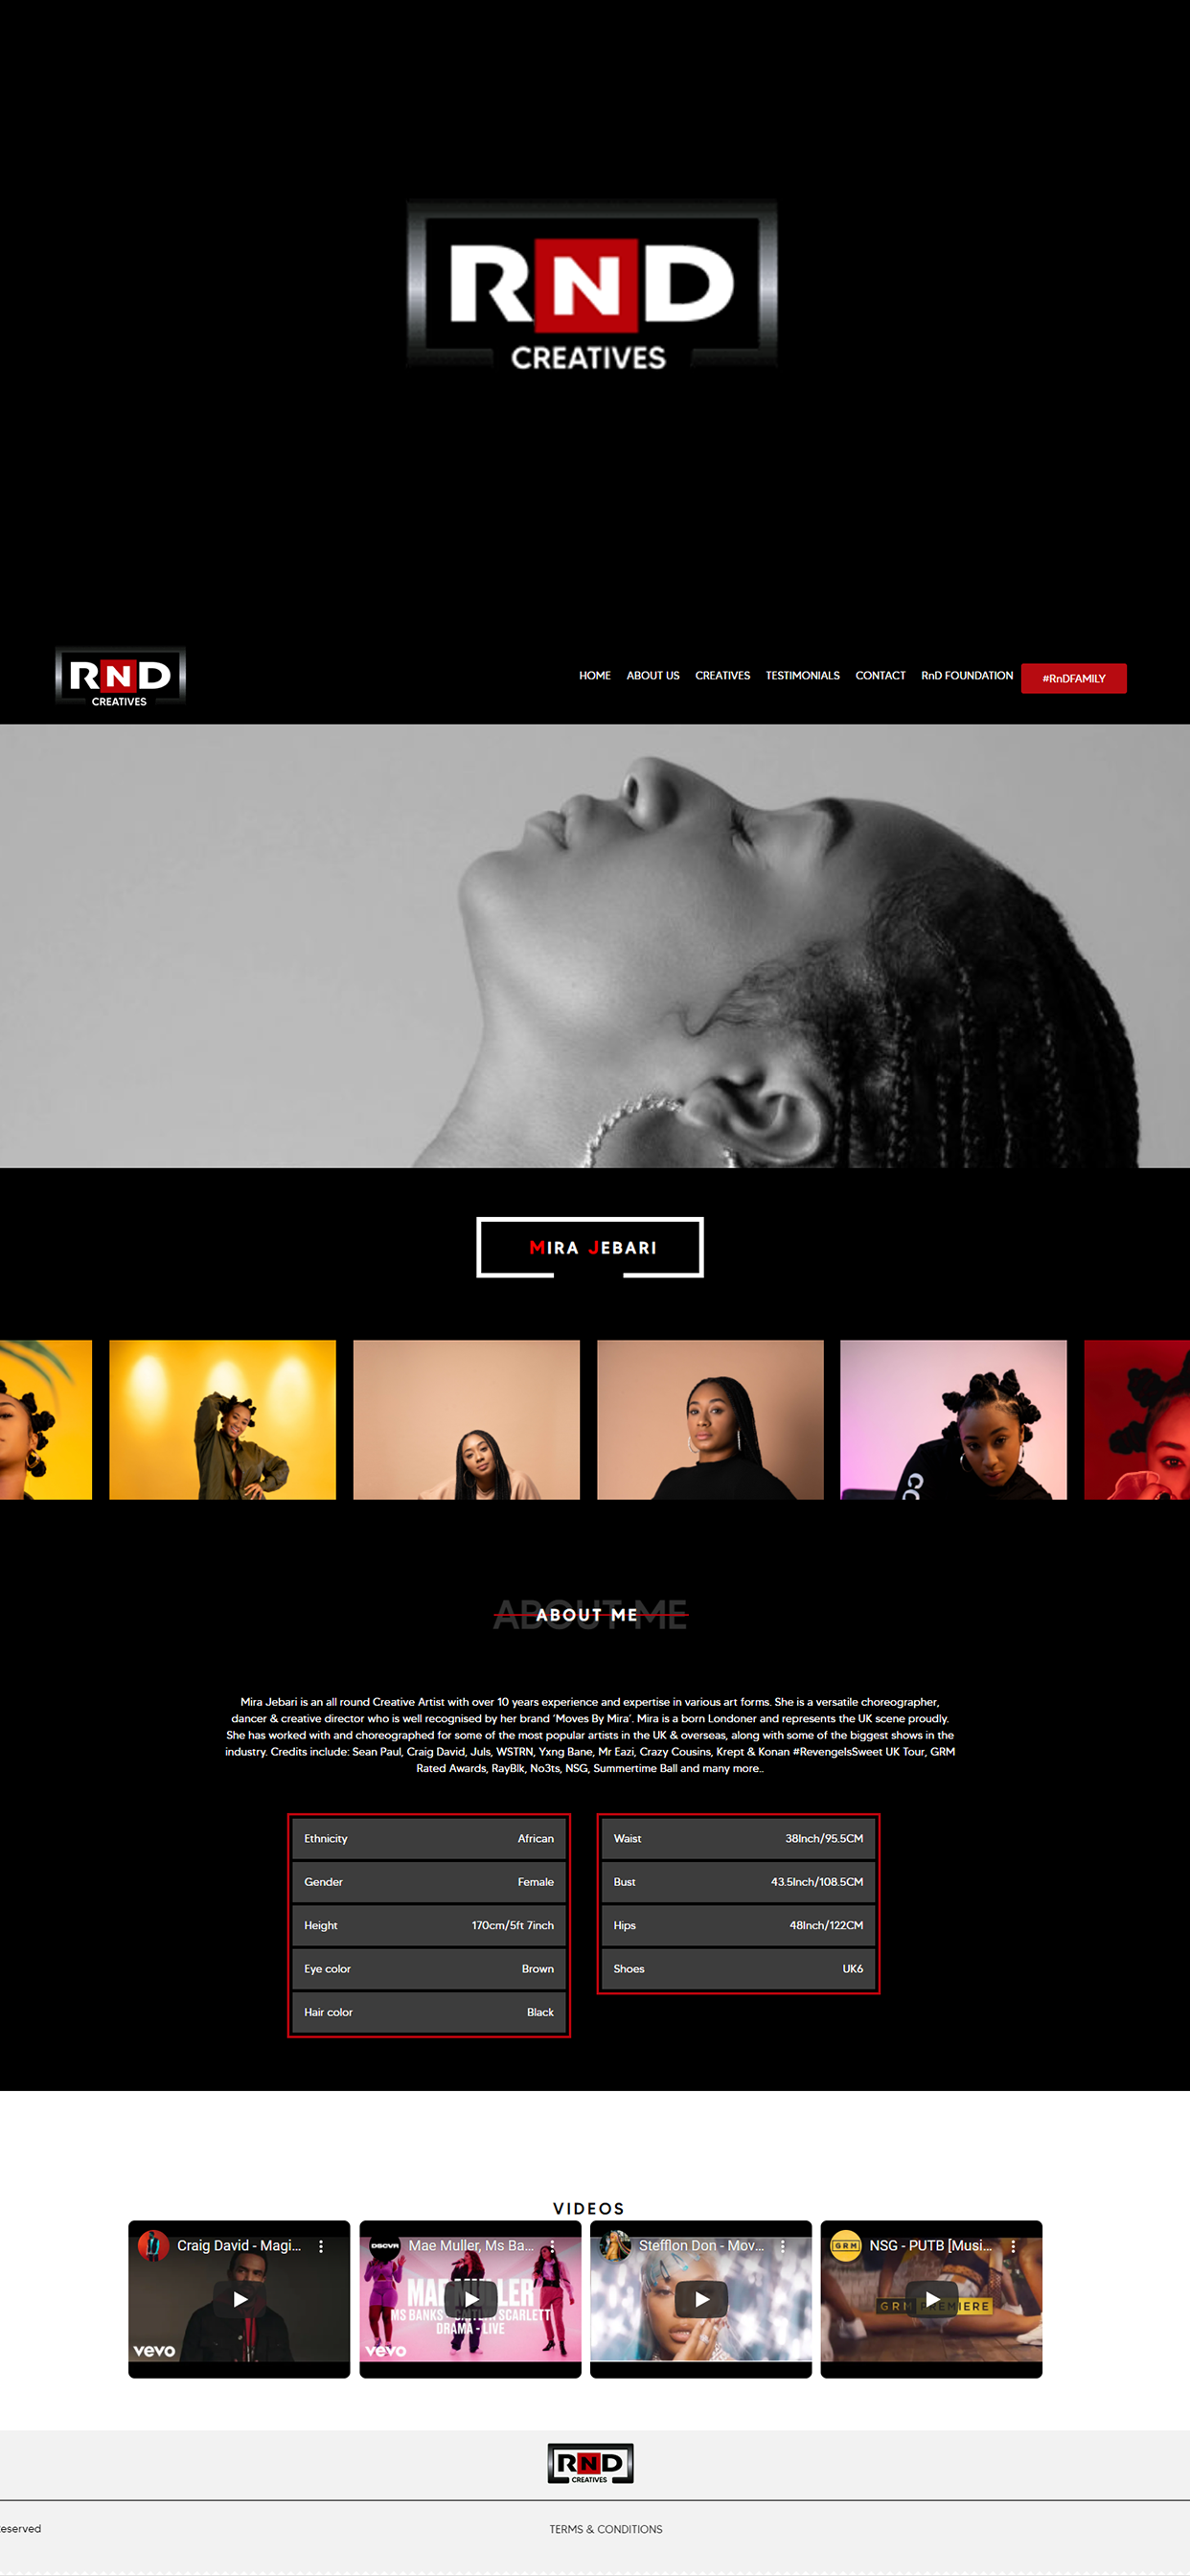 RND
CREATIVES
RND
CREATIVES
HOME ABOUT US CREATIVES TESTIMONIALS CONTACT RnD FOUNDATION #RnDFAMILY
MIRA JEBARI
CO
ABOUT ME
ABOUT ME
Mira Jebari is an all round Creative Artist with over 10 years experience and expertise in various art forms. She is a versatile choreographer,
dancer & creative director who is well recognised by her brand ‘Moves By Mira’. Mira is a born Londoner and represents the UK scene proudly.
She has worked with and choreographed for some of the most popular artists in the UK & overseas, along with some of the biggest shows in the
industry. Credits include: Sean Paul, Craig David, Juls, WSTRN, Yxng Bane, Mr Eazi, Crazy Cousins, Krept & Konan #RevengeIsSweet UK Tour, GRM
Rated Awards, RayBlk, No3ts, NSG, Summertime Ball and many more..
Ethnicity African
Gender Female
Height 170cm/5ft 7inch
Eye color Brown
Hair color Black
Waist 38Inch/95.5CM
Bust 43.5Inch/108.5CM
Hips 48Inch/122CM
Shoes UK6
VIDEOS
Craig David - Magi...
vevo
DSCVR Mae Muller, Ms Ba...
MAE MULLER
MS BANKS
SCARLETT
DRAMA - LIVE
vevo
Stefflon Don - Mov...
GRM NSG - PUTB [Musi...
GRM PREMIERE
RND
CREATIVES
eserved
TERMS & CONDITIONS